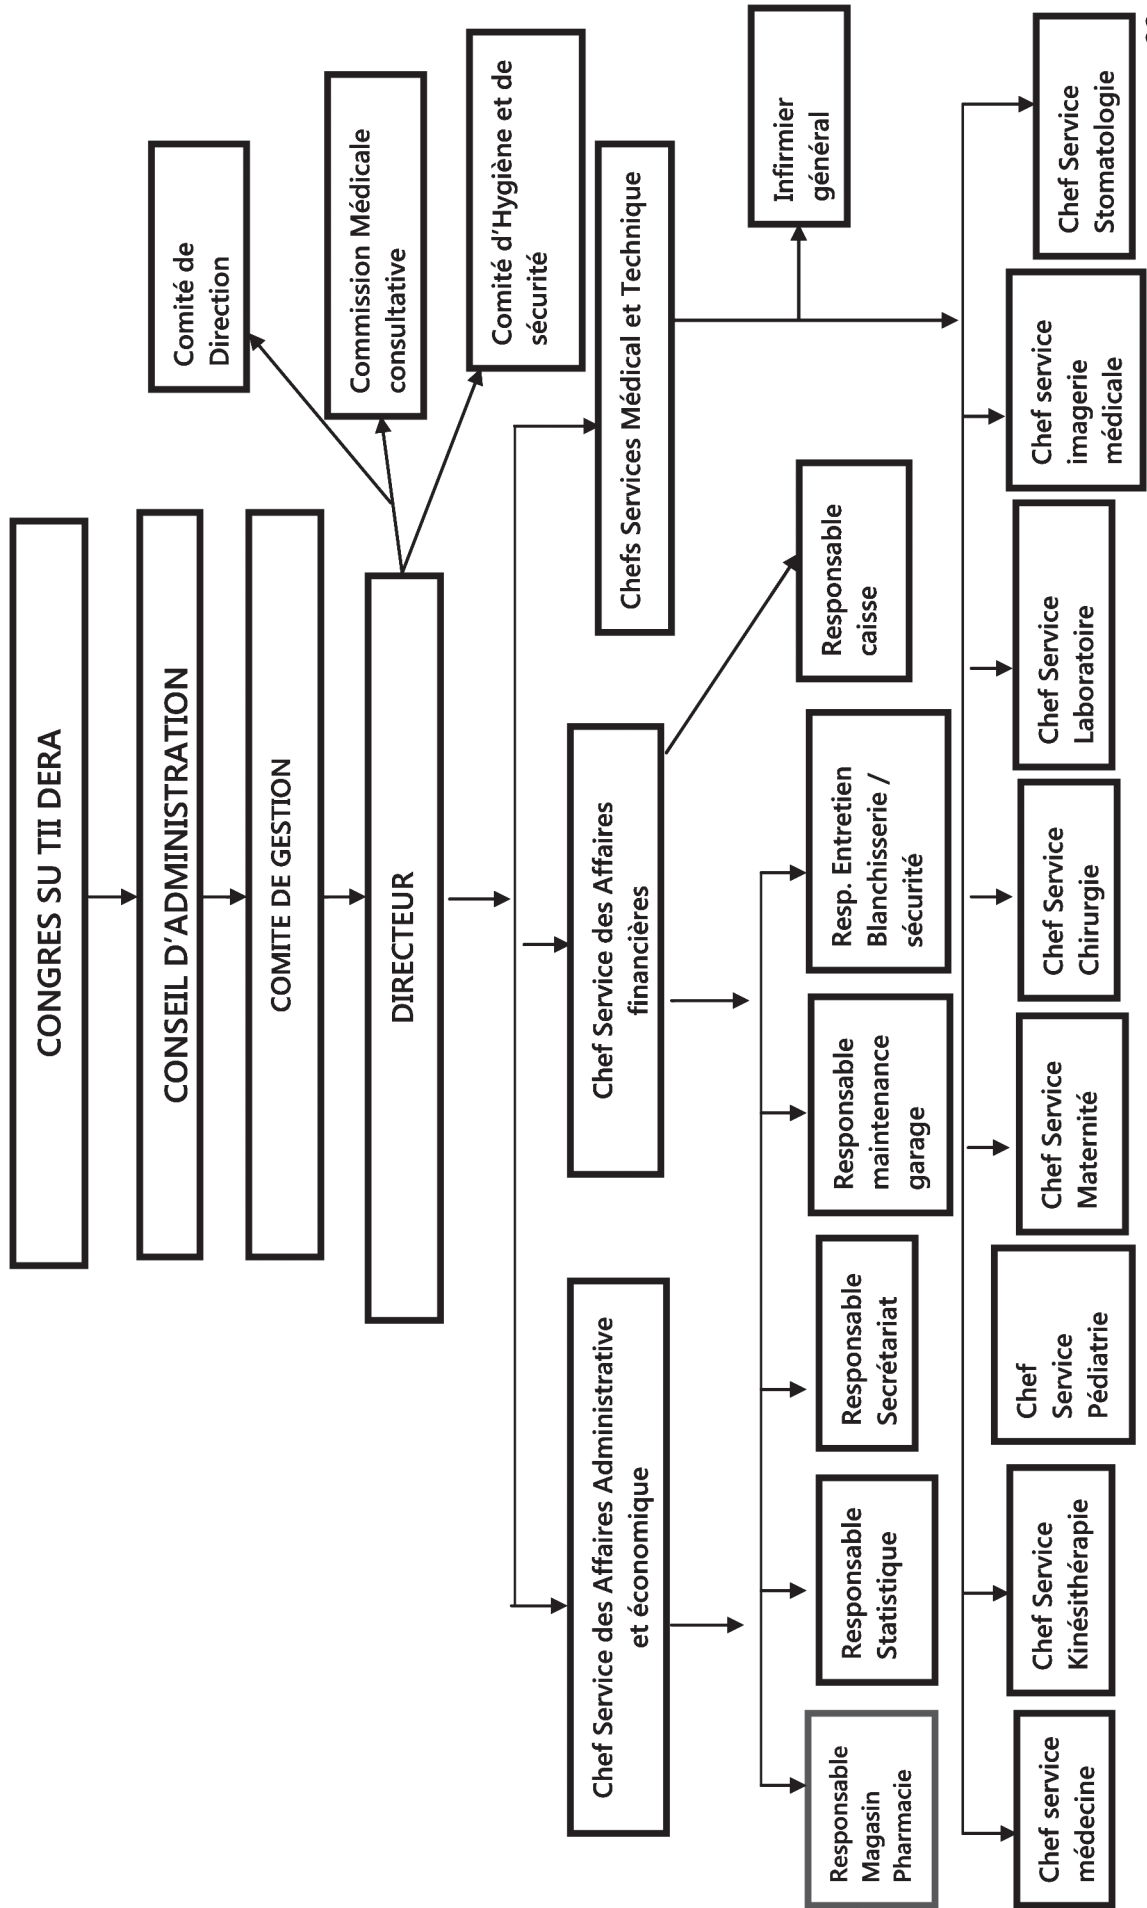 CONGRES SU TII DERA
CONSEIL D'ADMINISTRATION
COMITE DE GESTION
DIRECTEUR
Comité de
Direction
Commission Médicale
consultative
Comité d'Hygiène et de
sécurité
Chef Service des Affaires Administrative
et économique
Chef Service des Affaires
financières
Chefs Services Médical et Technique
Infirmier
général
Responsable
Magasin
Pharmacie
Responsable
Statistique
Responsable
Secrétariat
Responsable
maintenance
garage
Resp. Entretien
Blanchisserie /
sécurité
Responsable
caisse
Chef service
médecine
Chef Service
Kinésithérapie
Chef
Service
Pédiatrie
Chef Service
Maternité
Chef Service
Chirurgie
Chef Service
Laboratoire
Chef service
imagerie
médicale
Chef Service
Stomatologie